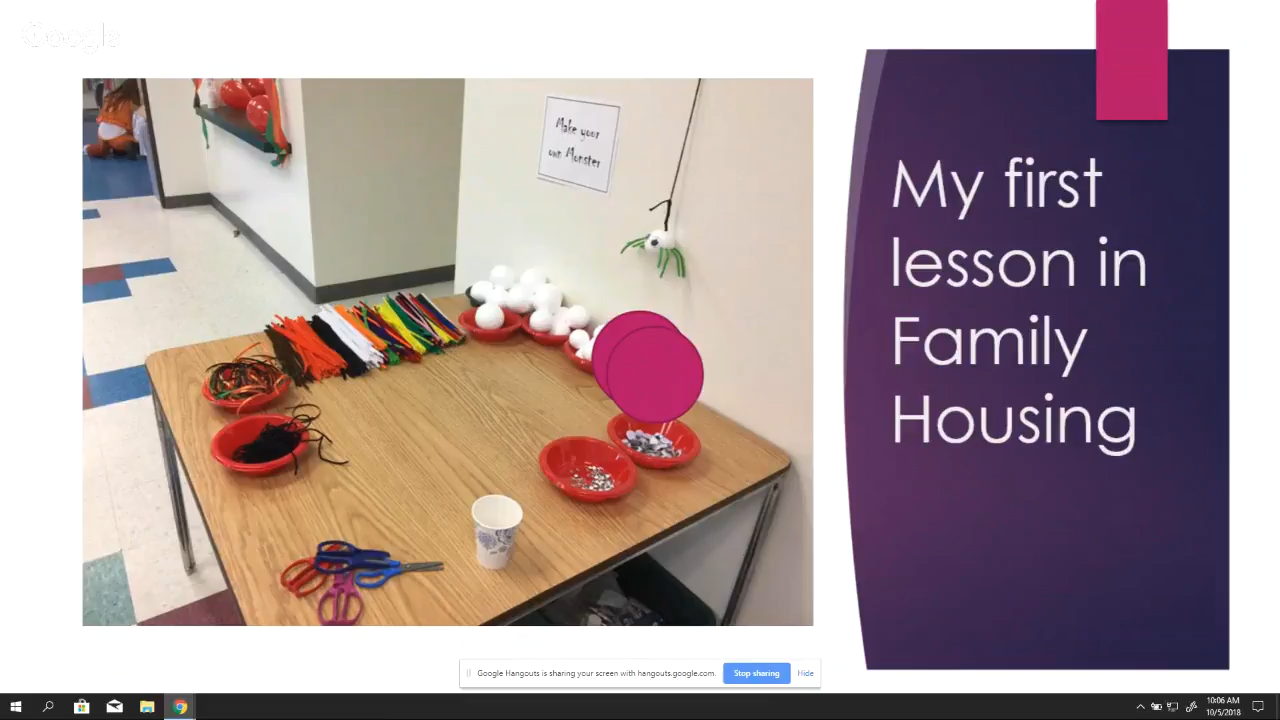 Google
Make your
own Monster
My first
lesson in
Family
Housing
Google Hangouts is sharing your screen with hangouts.google.com.
Stop sharing
Hide
10:06 AM
10/5/2018